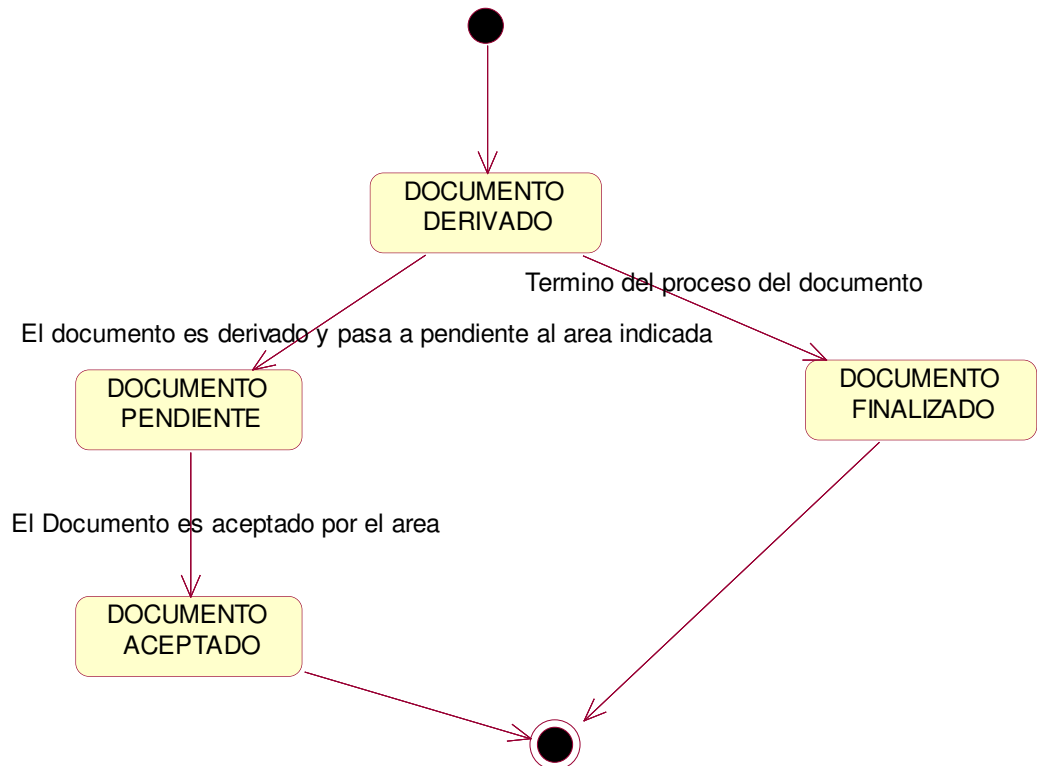 DOCUMENTO
DERIVADO
Termino del proceso del documento
El documento es derivado y pasa a pendiente al area indicada
DOCUMENTO
PENDIENTE
DOCUMENTO
FINALIZADO
El Documento es aceptado por el area
DOCUMENTO
ACEPTADO